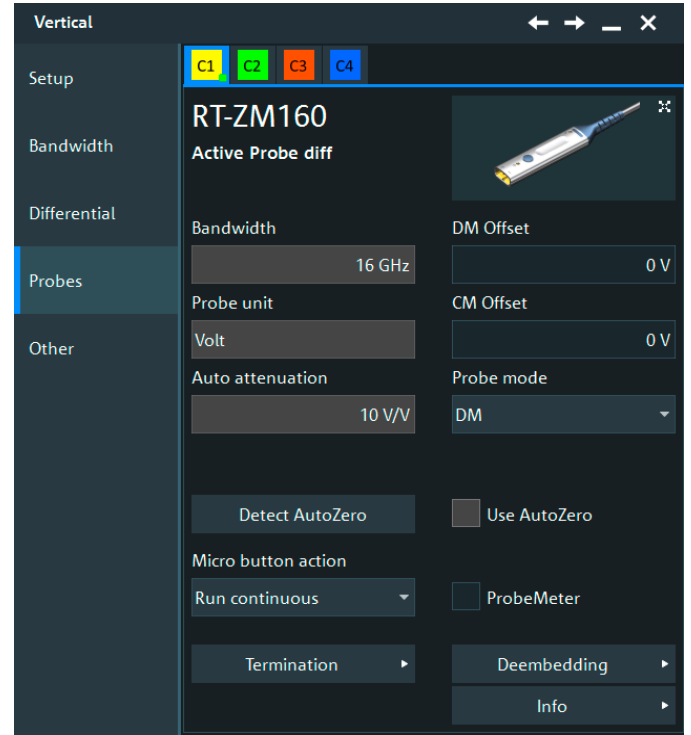 Vertical
Setup
Bandwidth
Differential
Probes
Other
C1 C2 C3 C4
RT-ZM160
Active Probe diff
Bandwidth
16 GHz
DM Offset
0 V
Probe unit
Volt
CM Offset
0 V
Auto attenuation
10 V/V
Probe mode
DM
Detect AutoZero
Use AutoZero
Micro button action
Run continuous
ProbeMeter
Termination
Deembedding
Info